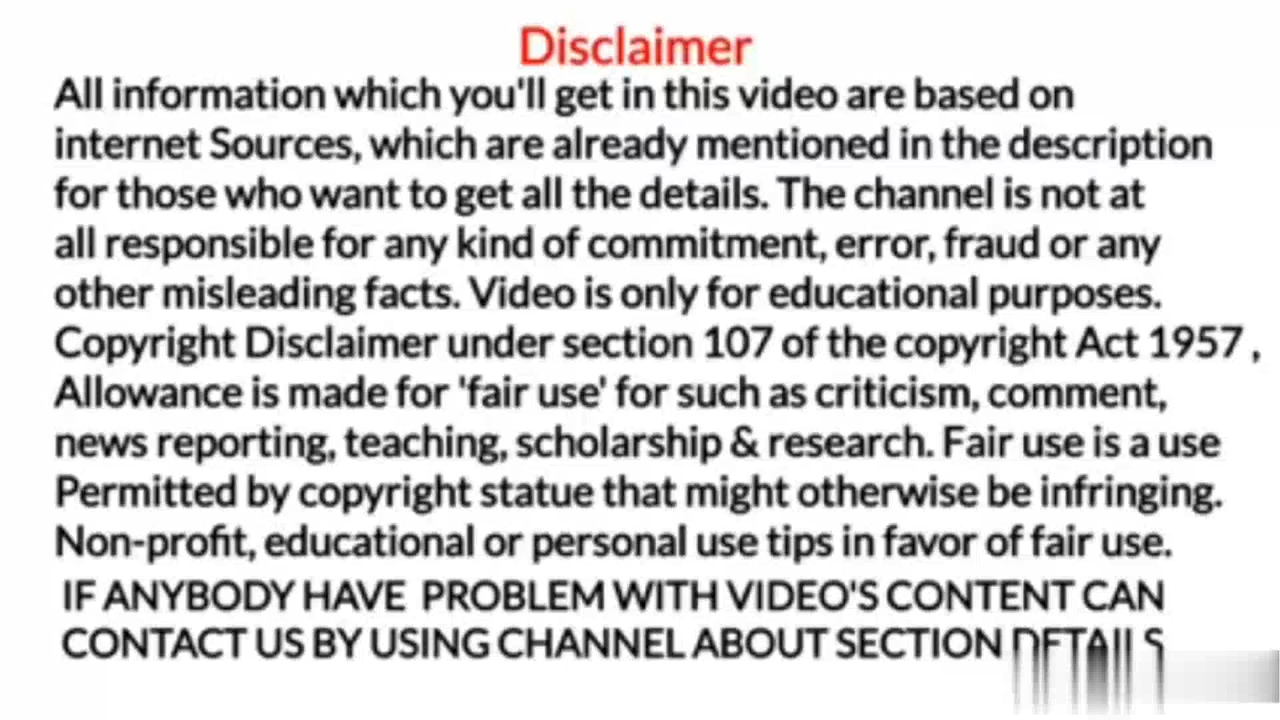 Disclaimer
All information which you'll get in this video are based on
internet Sources, which are already mentioned in the description
for those who want to get all the details. The channel is not at
all responsible for any kind of commitment, error, fraud or any
other misleading facts. Video is only for educational purposes.
Copyright Disclaimer under section 107 of the copyright Act 1957 ,
Allowance is made for 'fair use' for such as criticism, comment,
news reporting, teaching, scholarship & research. Fair use is a use
Permitted by copyright statue that might otherwise be infringing.
Non-profit, educational or personal use tips in favor of fair use.
IF ANYBODY HAVE PROBLEM WITH VIDEO'S CONTENT CAN
CONTACT US BY USING CHANNEL ABOUT SECTION DETAILS